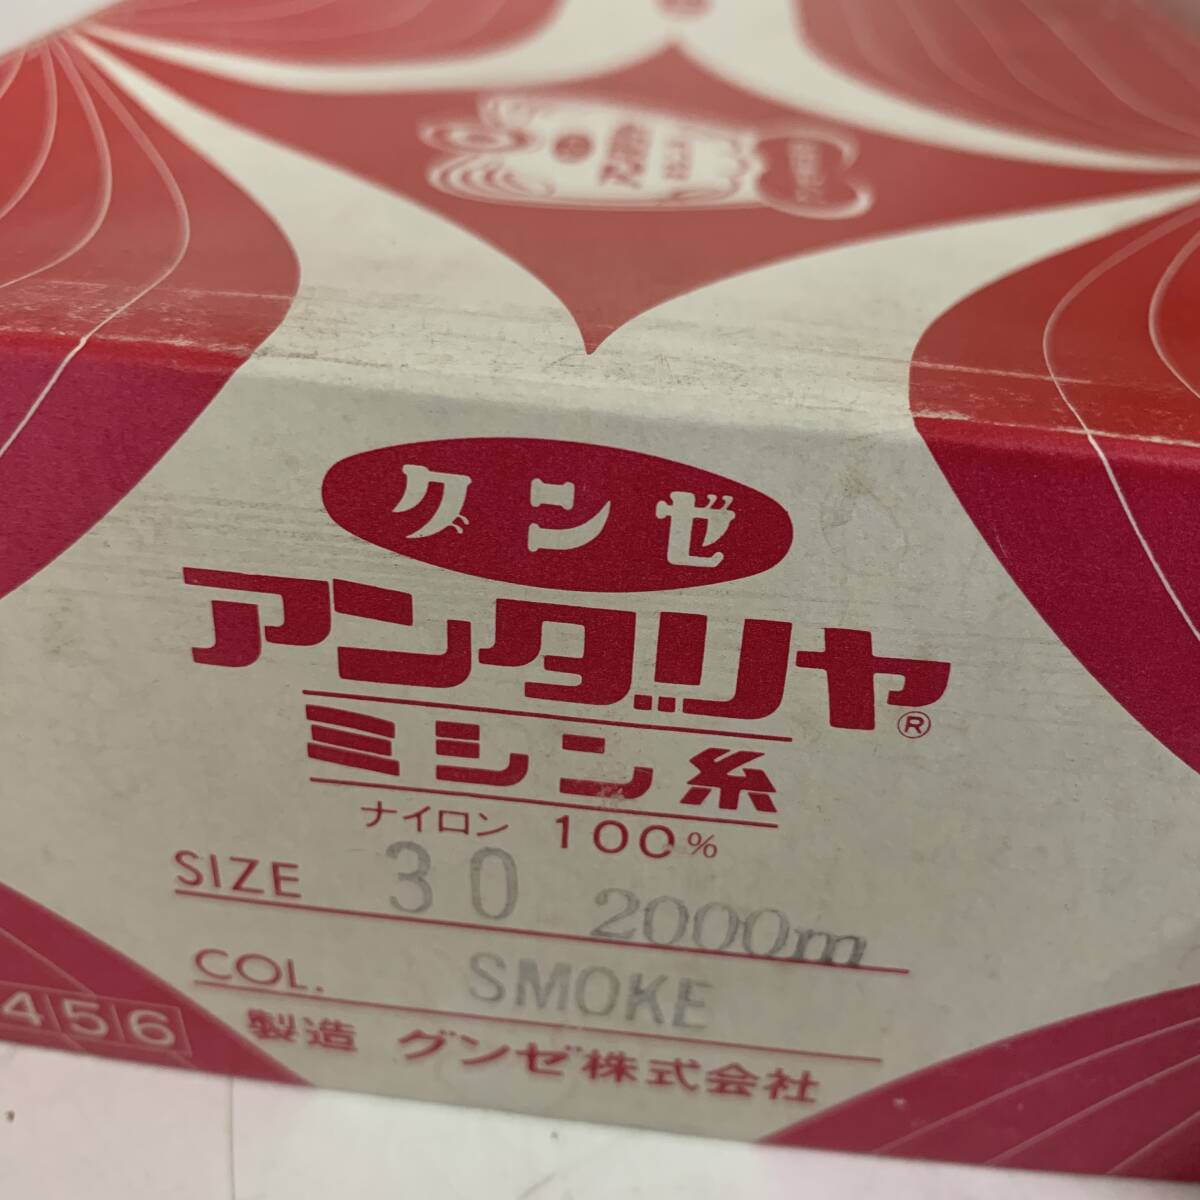 グンゼ
アンダリヤ®
ミシン糸
ナイロン 100%
SIZE 30 2000m
COL. SMOKE
456
製造 グンゼ株式会社